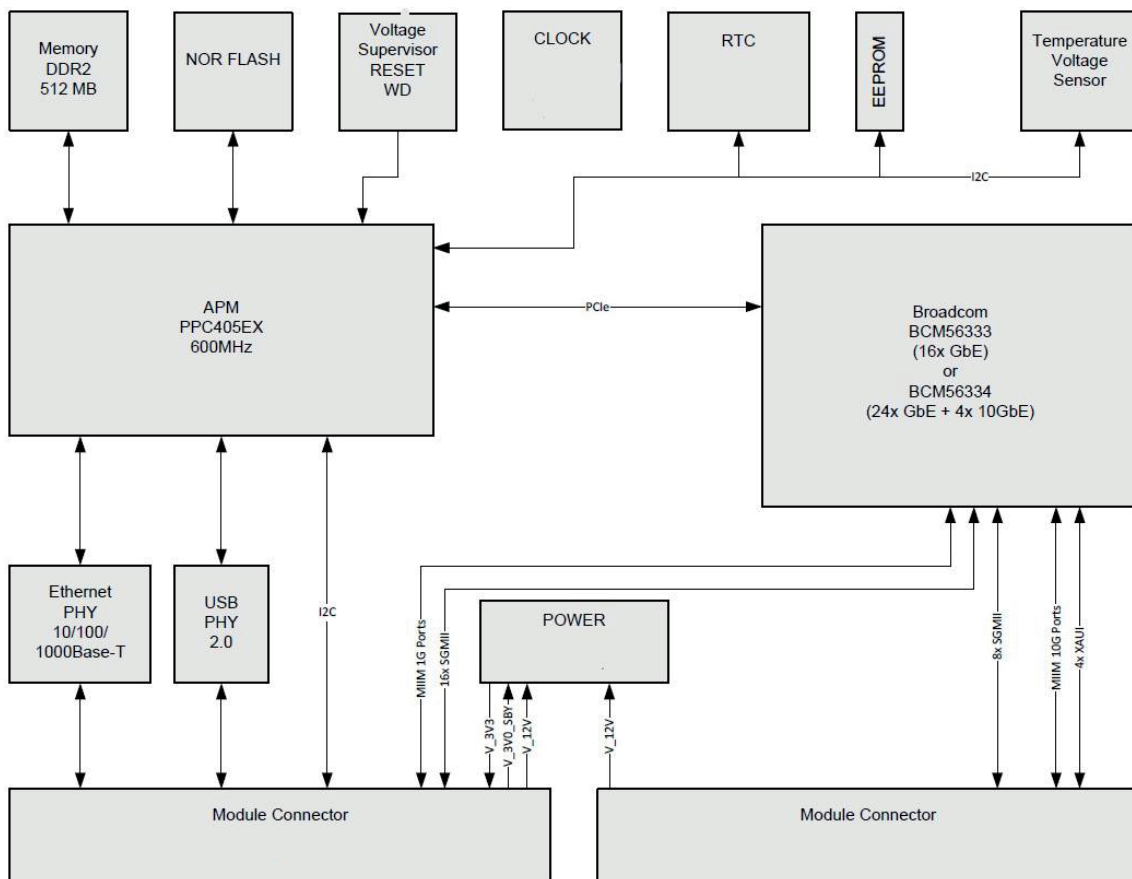 Memory
DDR2
512 MB
NOR FLASH
Voltage
Supervisor
RESET
WD
CLOCK
RTC
EEPROM
Temperature
Voltage
Sensor
I2C
APM
PPC405EX
600MHz
PCIe
Broadcom
BCM56333
(16x GbE)
or
BCM56334
(24x GbE + 4x 10GbE)
Ethernet
PHY
10/100/
1000Base-T
USB
PHY
2.0
I2C
MIIM 1G Ports
16x SGMII
POWER
V_3V3
V_3V0_SBY
V_12V
V_12V
8x SGMII
MIIM 10G Ports
4x XAUI
Module Connector
Module Connector